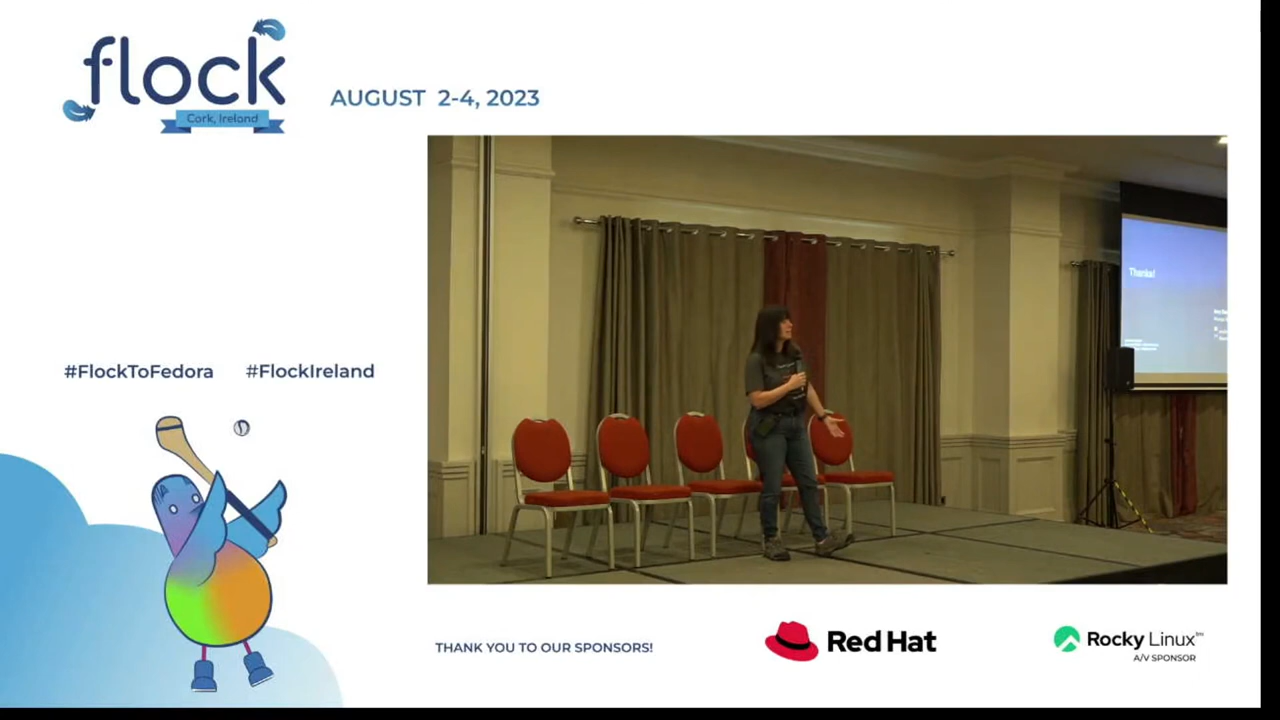 flock
Cork, Ireland
AUGUST 2-4, 2023
Thanks!
#FlockToFedora #FlockIreland
THANK YOU TO OUR SPONSORS!
Red Hat
Rocky Linux™
A/V SPONSOR